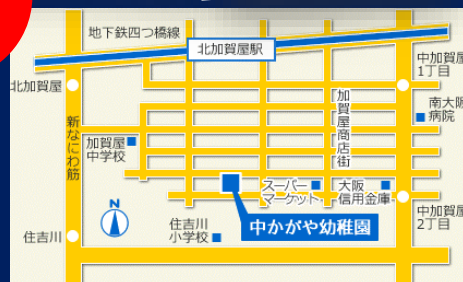 地下鉄四つ橋線
北加賀屋駅
中加賀屋
1丁目
北加賀屋
加賀屋商店街
南大阪
病院
新なにわ筋
加賀屋
中学校
スーパー
マーケット
大阪
信用金庫
N
中かがや幼稚園
中加賀屋
2丁目
住吉川
住吉川
小学校